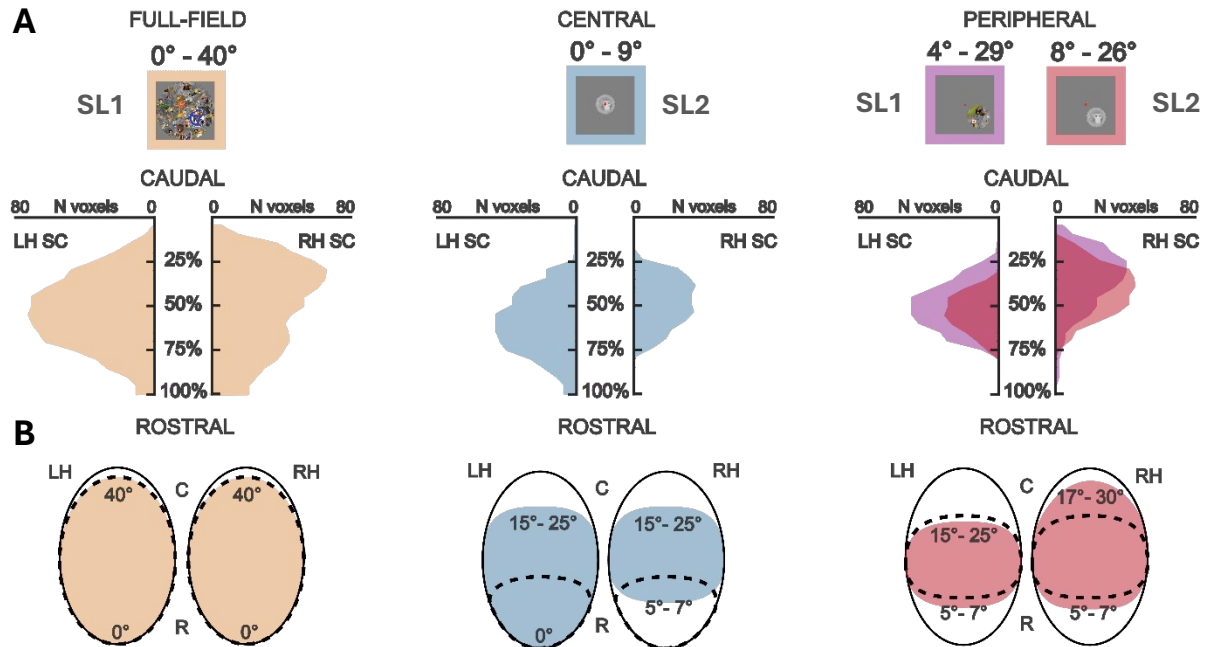 A
FULL-FIELD
0° - 40°
SL1
CENTRAL
0° - 9°
SL2
PERIPHERAL
4° - 29° 8° - 26°
SL1 SL2
CAUDAL
80 N voxels 0 0 N voxels 80
LH SC RH SC
25%
50%
75%
100%
ROSTRAL
CAUDAL
80 N voxels 0 0 N voxels 80
LH SC RH SC
25%
50%
75%
100%
ROSTRAL
CAUDAL
80 N voxels 0 0 N voxels 80
LH SC RH SC
25%
50%
75%
100%
ROSTRAL
B
LH RH
40° C 40°
0° R 0°
LH RH
C
15°- 25° 15°- 25°
5°- 7°
0° R
LH RH
C 17°- 30°
15°- 25°
5°- 7° 5°- 7°
R